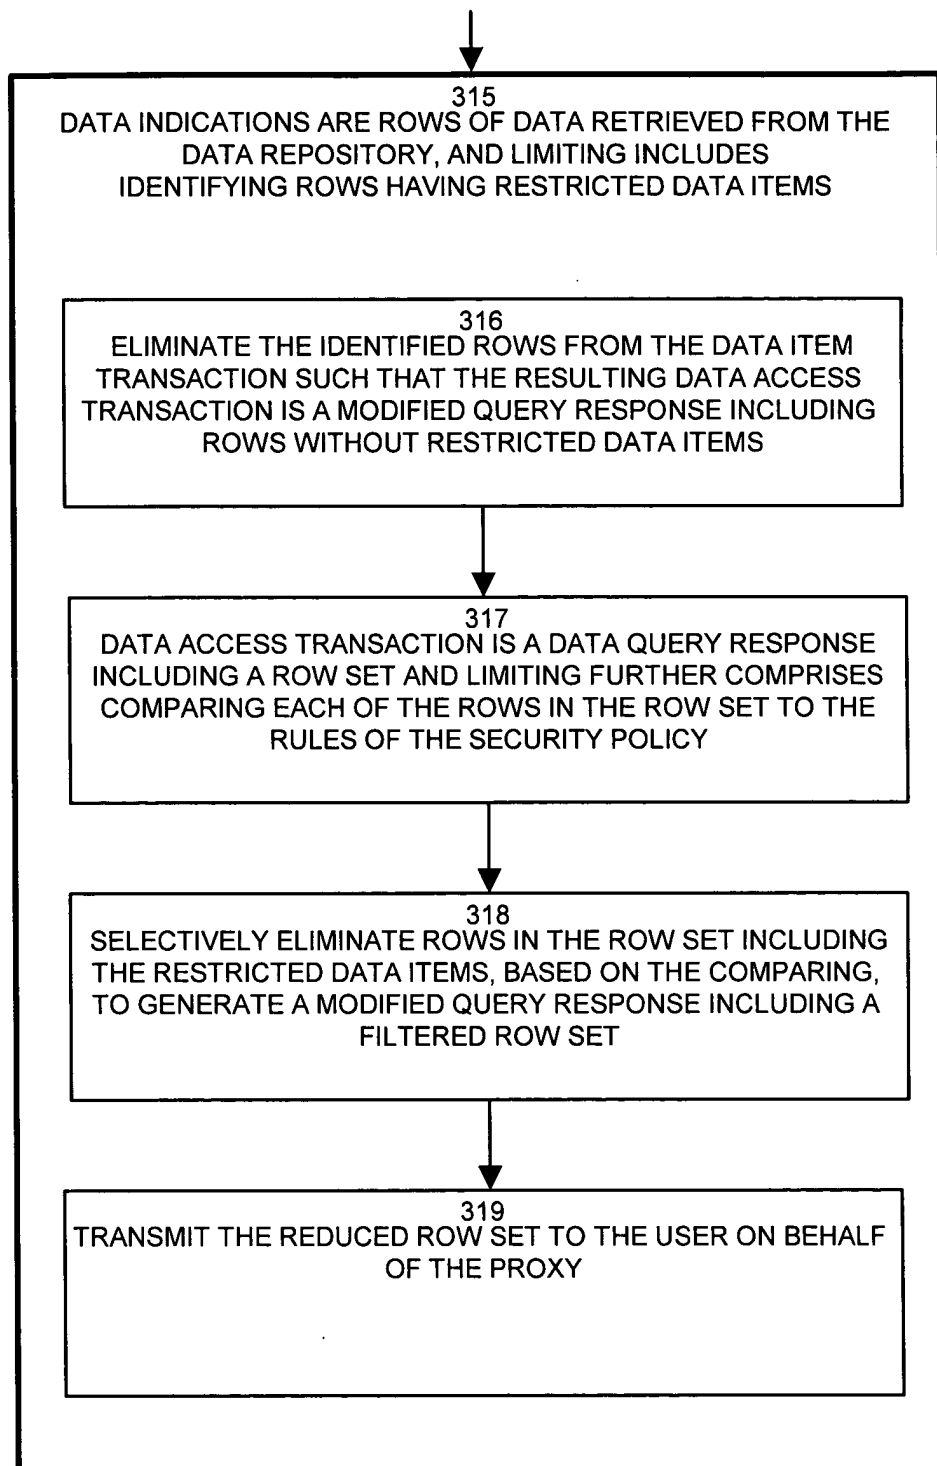 315
DATA INDICATIONS ARE ROWS OF DATA RETRIEVED FROM THE
DATA REPOSITORY, AND LIMITING INCLUDES
IDENTIFYING ROWS HAVING RESTRICTED DATA ITEMS
316
ELIMINATE THE IDENTIFIED ROWS FROM THE DATA ITEM
TRANSACTION SUCH THAT THE RESULTING DATA ACCESS
TRANSACTION IS A MODIFIED QUERY RESPONSE INCLUDING
ROWS WITHOUT RESTRICTED DATA ITEMS
317
DATA ACCESS TRANSACTION IS A DATA QUERY RESPONSE
INCLUDING A ROW SET AND LIMITING FURTHER COMPRISES
COMPARING EACH OF THE ROWS IN THE ROW SET TO THE
RULES OF THE SECURITY POLICY
318
SELECTIVELY ELIMINATE ROWS IN THE ROW SET INCLUDING
THE RESTRICTED DATA ITEMS, BASED ON THE COMPARING,
TO GENERATE A MODIFIED QUERY RESPONSE INCLUDING A
FILTERED ROW SET
319
TRANSMIT THE REDUCED ROW SET TO THE USER ON BEHALF
OF THE PROXY